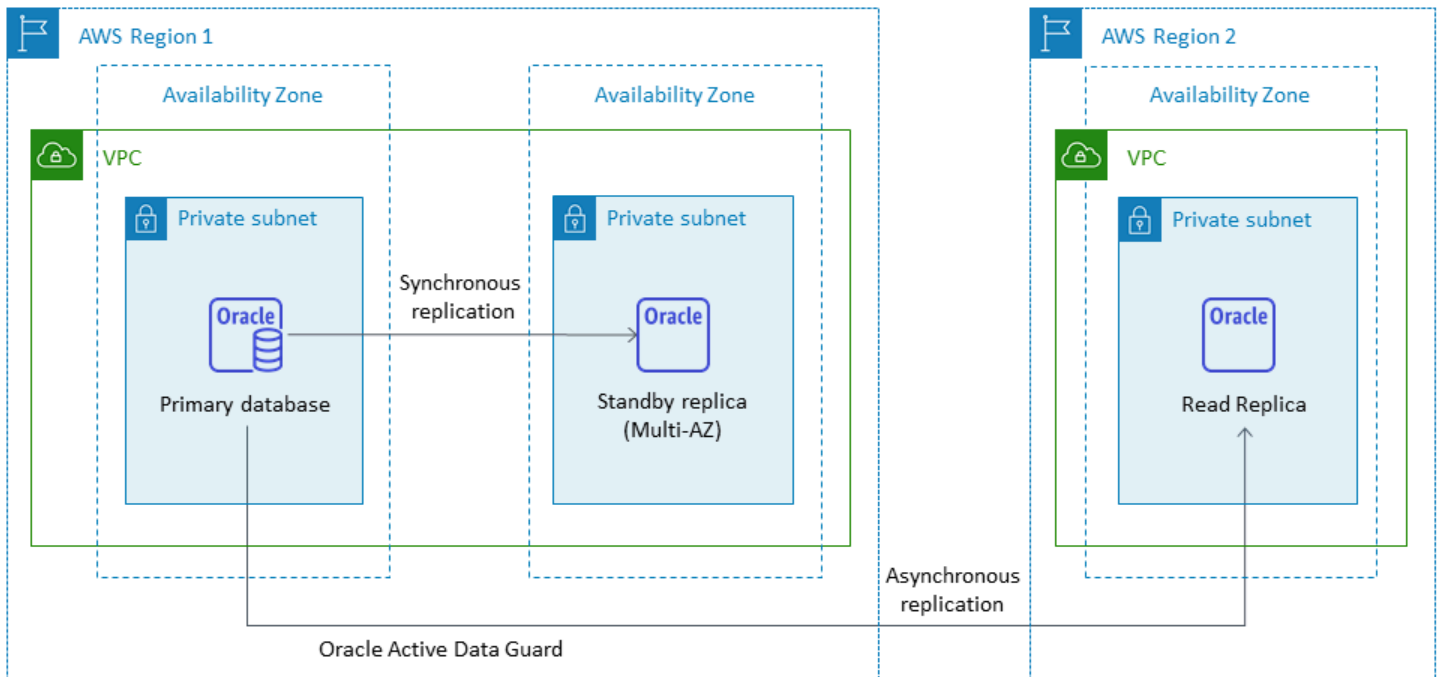 AWS Region 1
AWS Region 2
Availability Zone
Availability Zone
Availability Zone
VPC
VPC
Private subnet
Private subnet
Private subnet
Synchronous
replication
Oracle
Oracle
Oracle
Primary database
Standby replica
(Multi-AZ)
Read Replica
Asynchronous
replication
Oracle Active Data Guard